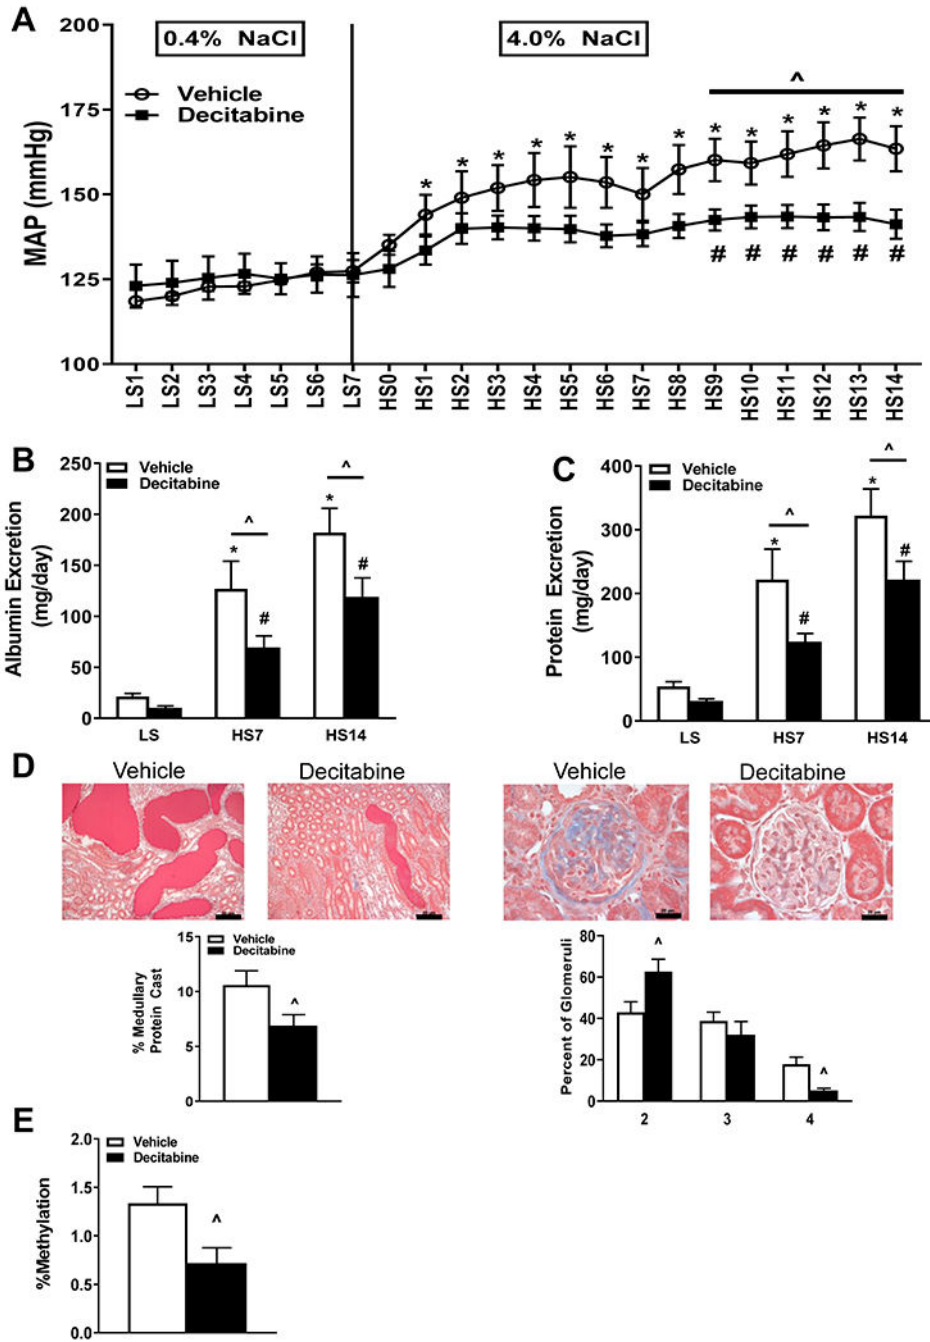 A
0.4% NaCl
4.0% NaCl
Vehicle
Decitabine
^
* * * * * * * * * * * * * *
# # # # # #
MAP (mmHg)
200
175
150
125
100
LS1 LS2 LS3 LS4 LS5 LS6 LS7 HS0 HS1 HS2 HS3 HS4 HS5 HS6 HS7 HS8 HS9 HS10 HS11 HS12 HS13 HS14
B
Vehicle
Decitabine
Albumin Excretion
(mg/day)
250
200
150
100
50
0
^ ^
* *
# #
LS HS7 HS14
C
Vehicle
Decitabine
Protein Excretion
(mg/day)
400
300
200
100
0
^ ^
* *
# #
LS HS7 HS14
D
Vehicle Decitabine
Vehicle Decitabine
Vehicle
Decitabine
% Medullary
Protein Cast
15
10
5
0
^
Vehicle
Decitabine
Percent of Glomeruli
80
60
40
20
0
^ ^
2 3 4
E
Vehicle
Decitabine
%Methylation
2.0
1.5
1.0
0.5
0.0
^